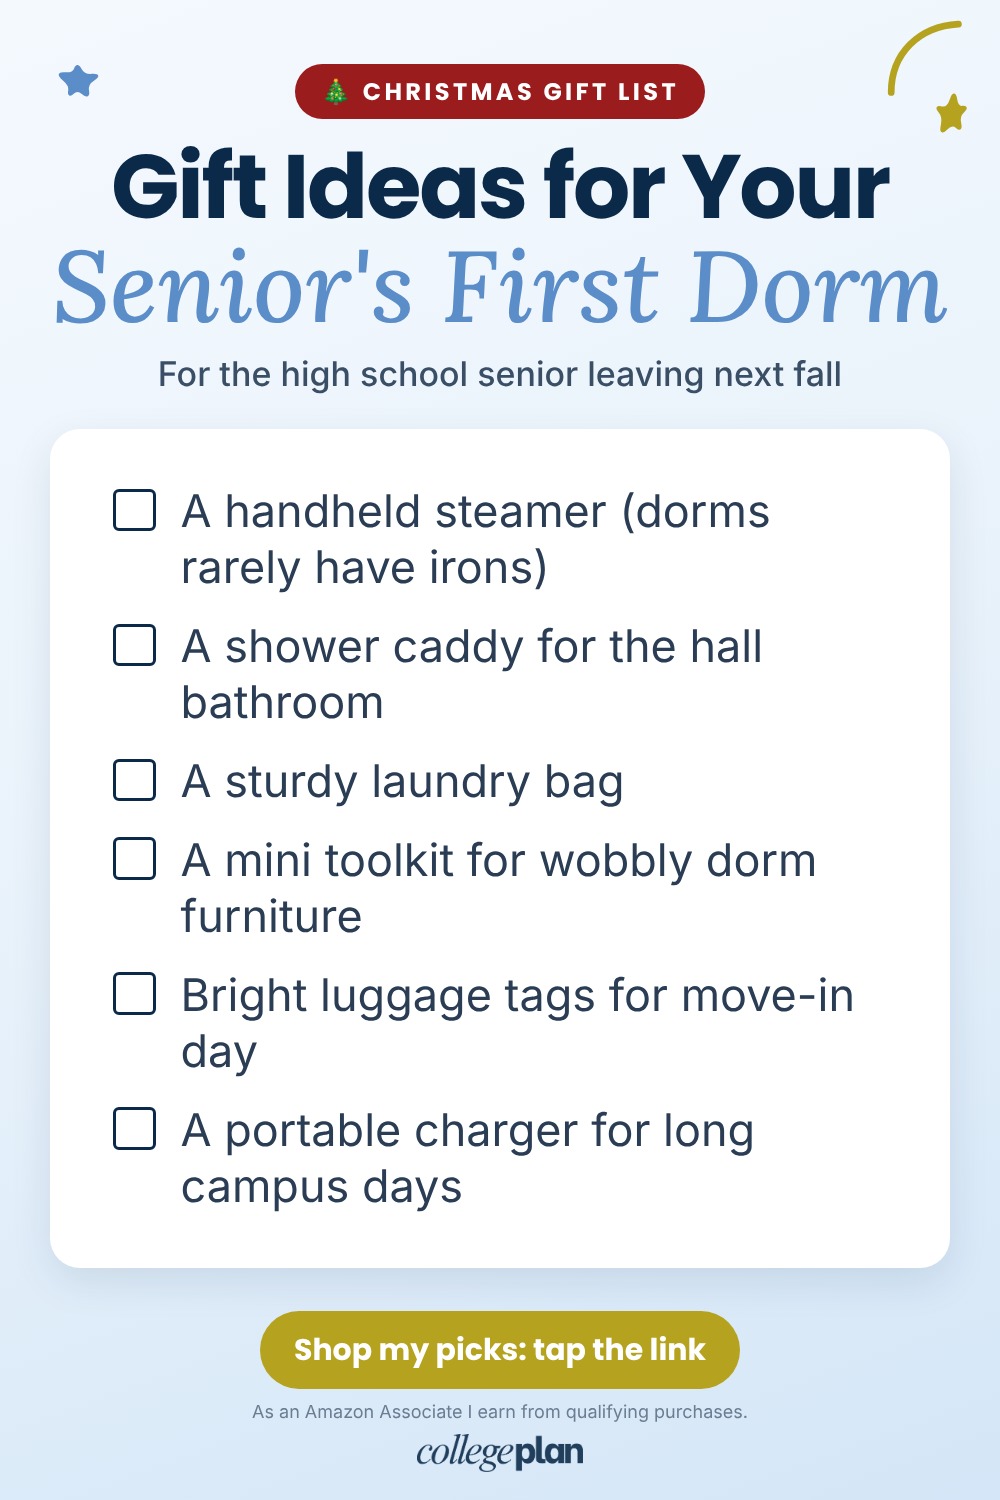 🎄 CHRISTMAS GIFT LIST
Gift Ideas for Your
Senior's First Dorm
For the high school senior leaving next fall
A handheld steamer (dorms
rarely have irons)
A shower caddy for the hall
bathroom
A sturdy laundry bag
A mini toolkit for wobbly dorm
furniture
Bright luggage tags for move-in
day
A portable charger for long
campus days
Shop my picks: tap the link
As an Amazon Associate I earn from qualifying purchases.
collegeplan